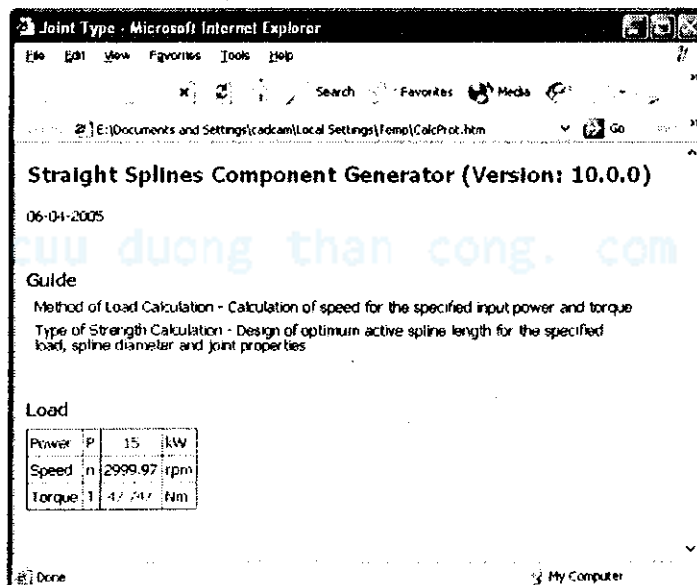 Joint Type - Microsoft Internet Explorer
File Edit View Favorites Tools Help
Search Favorites Media
E:\Documents and Settings\cadcam\Local Settings\Temp\CalcProt.htm Go
Straight Splines Component Generator (Version: 10.0.0)
06-04-2005
cuu duong than cong. com
Guide
Method of Load Calculation - Calculation of speed for the specified input power and torque
Type of Strength Calculation - Design of optimum active spline length for the specified
load, spline diameter and joint properties
Load
Power P 15 kW
Speed n 2999.97 rpm
Torque T 47.747 Nm
Done My Computer